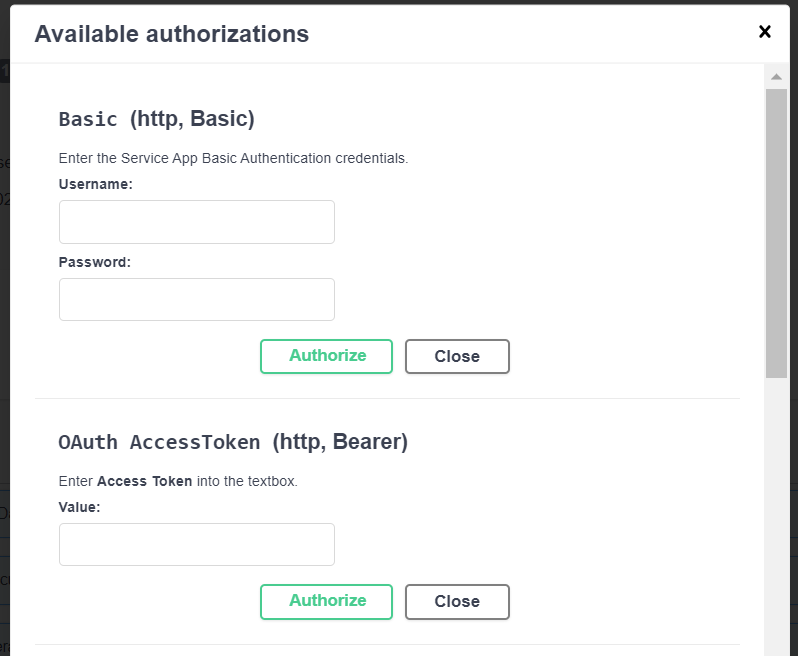 Available authorizations
Basic (http, Basic)
Enter the Service App Basic Authentication credentials.
Username:
Password:
Authorize Close
OAuth AccessToken (http, Bearer)
Enter Access Token into the textbox.
Value:
Authorize Close